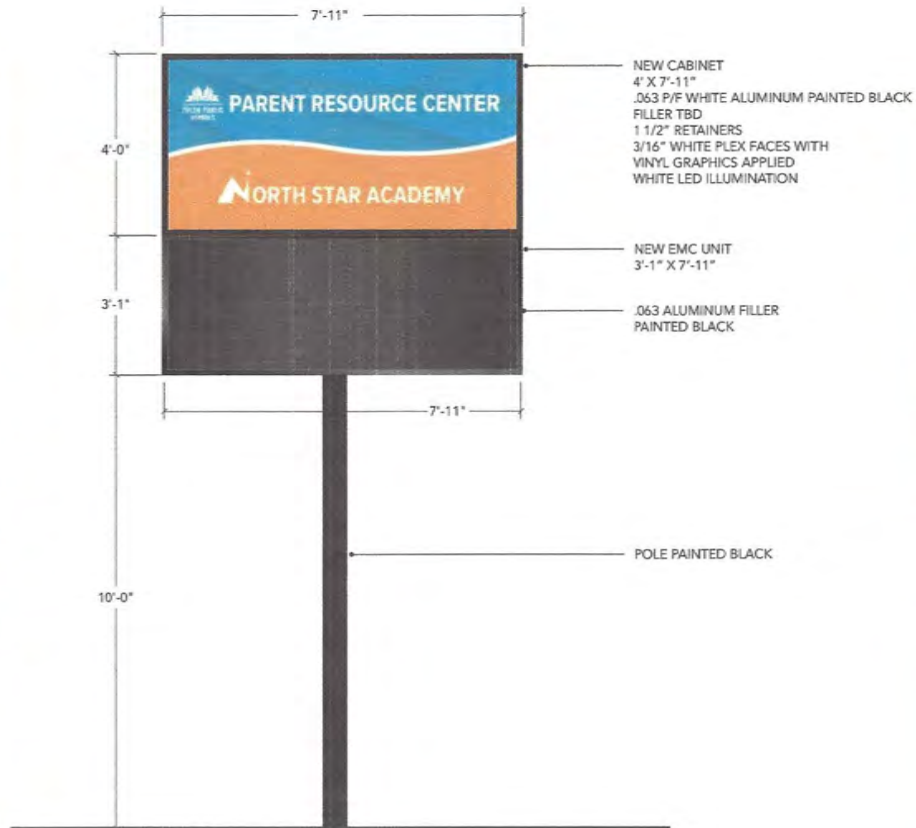 7'-11"
NEW CABINET
4' X 7'-11"
.063 P/F WHITE ALUMINUM PAINTED BLACK
FILLER TBD
1 1/2" RETAINERS
3/16" WHITE PLEX FACES WITH
VINYL GRAPHICS APPLIED
WHITE LED ILLUMINATION
PARENT RESOURCE CENTER
4'-0"
NORTH STAR ACADEMY
NEW EMC UNIT
3'-1" X 7'-11"
3'-1"
.063 ALUMINUM FILLER
PAINTED BLACK
7'-11"
POLE PAINTED BLACK
10'-0"